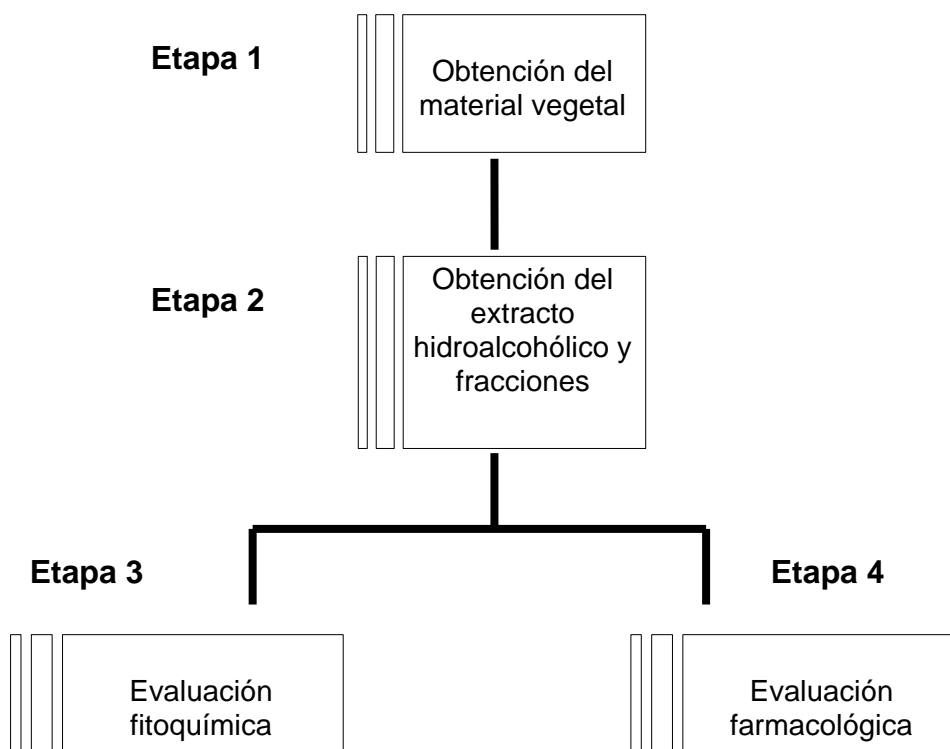 Etapa 1
Obtención del
material vegetal
Etapa 2
Obtención del
extracto
hidroalcohólico y
fracciones
Etapa 3
Etapa 4
Evaluación
fitoquímica
Evaluación
farmacológica